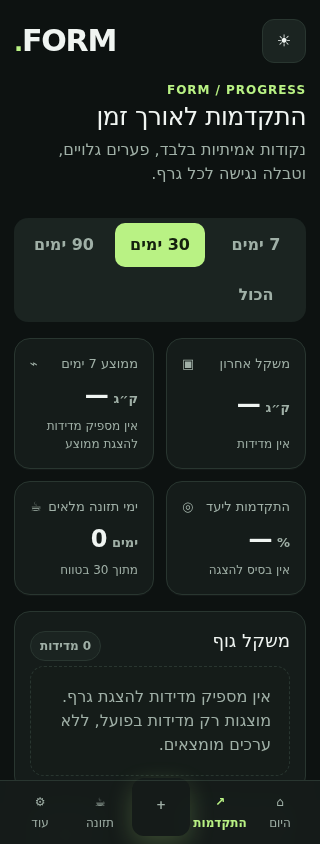 FORM.
FORM / PROGRESS
התקדמות לאורך זמן
נקודות אמיתיות בלבד, פערים גלויים,
וטבלה נגישה לכל גרף.
7 ימים
30 ימים
90 ימים
הכול
משקל אחרון
— ק״ג
אין מדידות
ממוצע 7 ימים
— ק״ג
אין מספיק מדידות
להצגת ממוצע
התקדמות ליעד
— %
אין בסיס להצגה
ימי תזונה מלאים
0 ימים
מתוך 30 בטווח
משקל גוף
0 מדידות
אין מספיק מדידות להצגת גרף.
מוצגות רק מדידות בפועל, ללא
ערכים מומצאים.
היום
התקדמות
+
תזונה
עוד